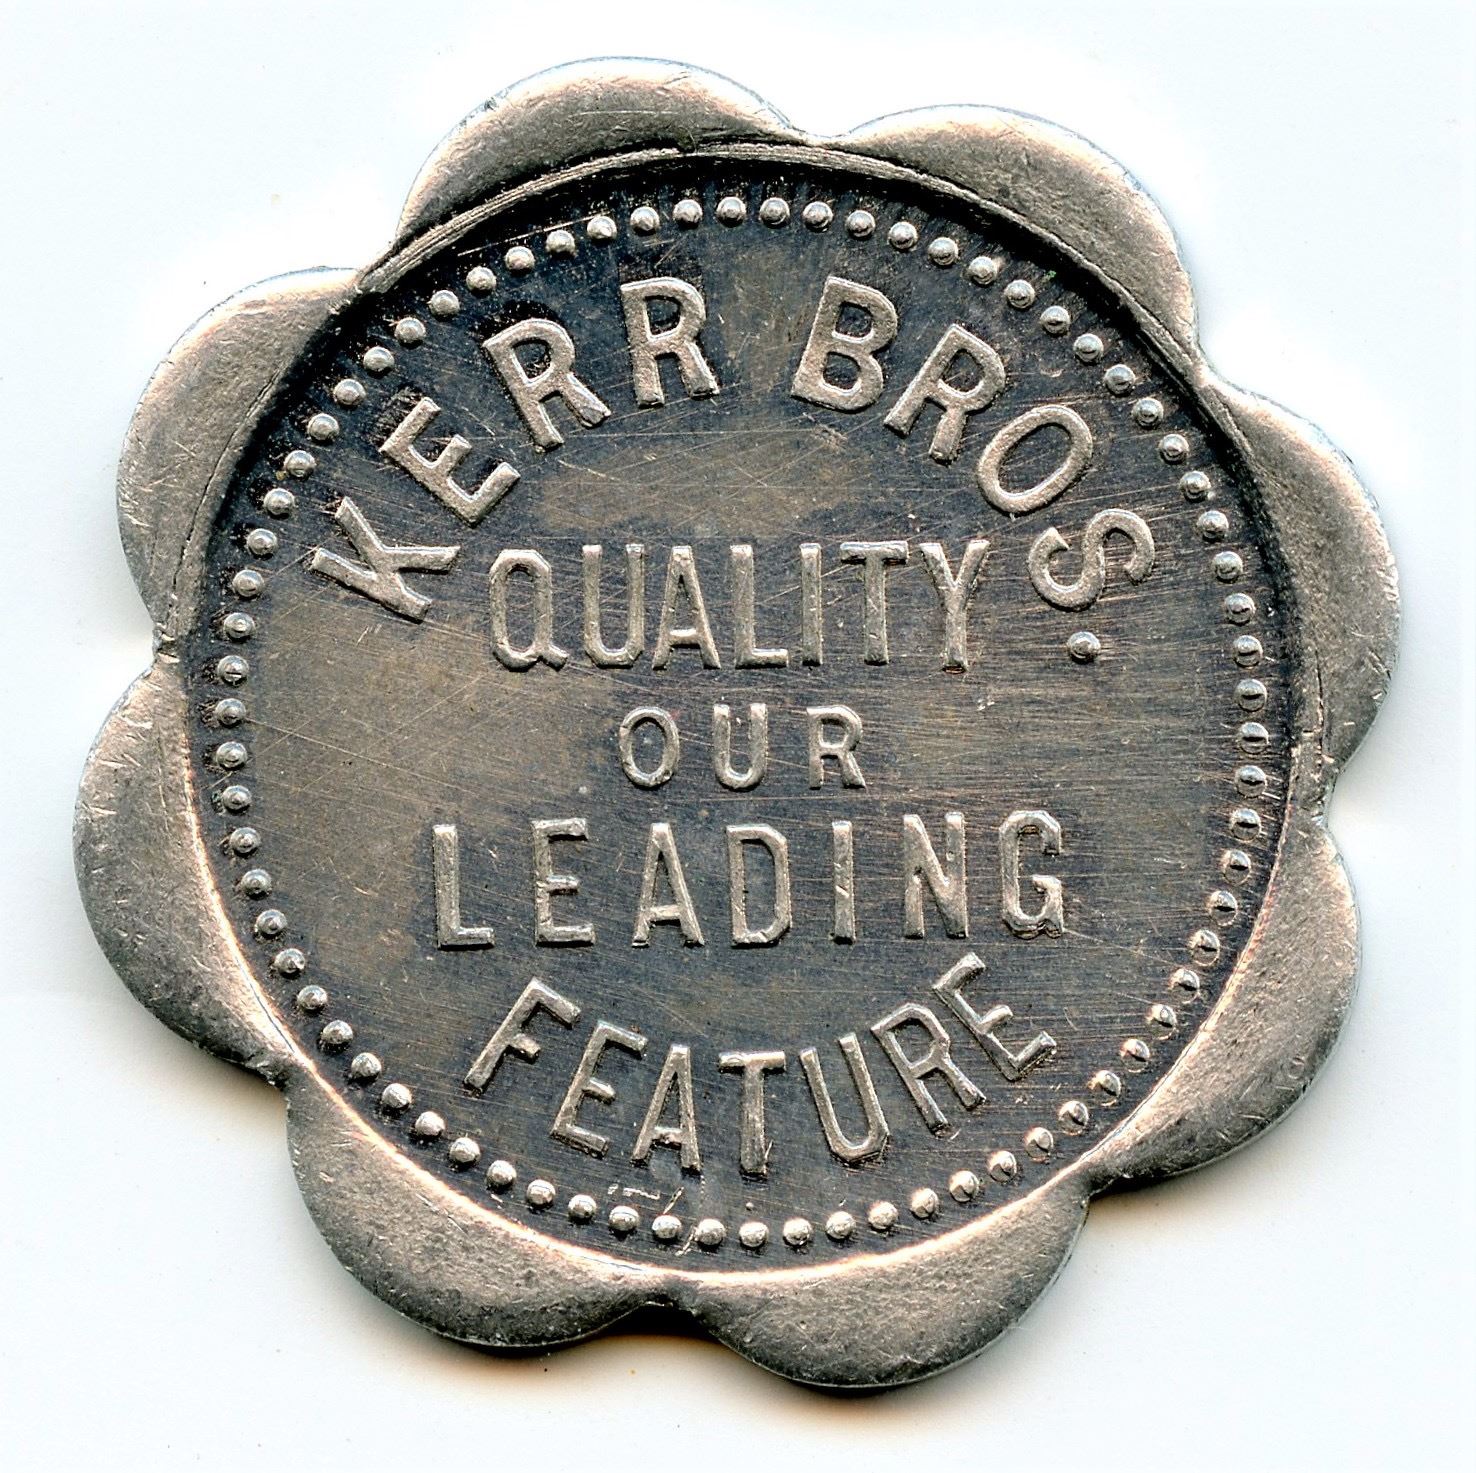 KERR BROS.
QUALITY
OUR
LEADING
FEATURE